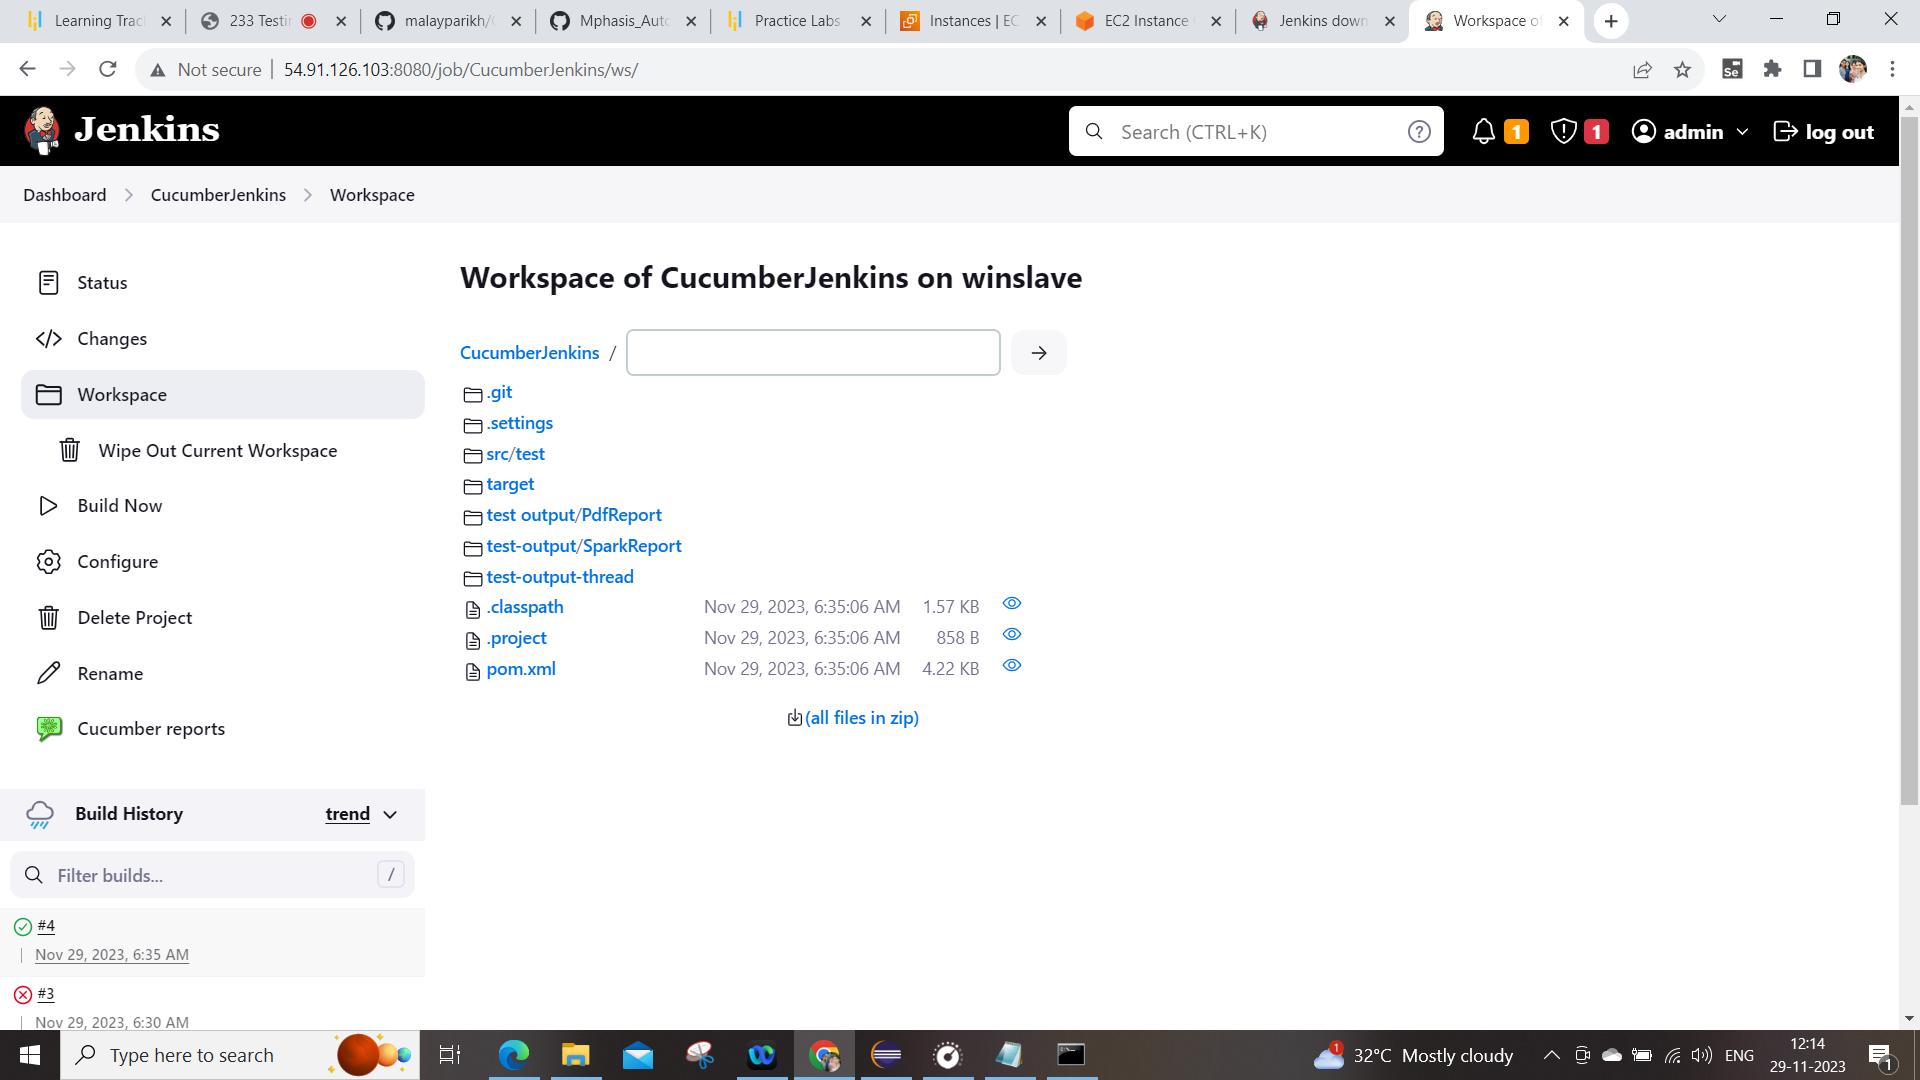 Learning Trac
233 Testin
malayparikh/
Mphasis_Auto
Practice Labs
Instances | EC
EC2 Instance
Jenkins down
Workspace of
Not secure
54.91.126.103:8080/job/CucumberJenkins/ws/
Jenkins
Search (CTRL+K)
1
1
admin
log out
Dashboard
CucumberJenkins
Workspace
Status
Changes
Workspace
Wipe Out Current Workspace
Build Now
Configure
Delete Project
Rename
Cucumber reports
Build History
trend
Filter builds...
/
#4
Nov 29, 2023, 6:35 AM
#3
Nov 29, 2023, 6:30 AM
Workspace of CucumberJenkins on winslave
CucumberJenkins /
.git
.settings
src/test
target
test output/PdfReport
test-output/SparkReport
test-output-thread
.classpath Nov 29, 2023, 6:35:06 AM 1.57 KB
.project Nov 29, 2023, 6:35:06 AM 858 B
pom.xml Nov 29, 2023, 6:35:06 AM 4.22 KB
(all files in zip)
Type here to search
1
32°C Mostly cloudy
ENG
12:14
29-11-2023
1